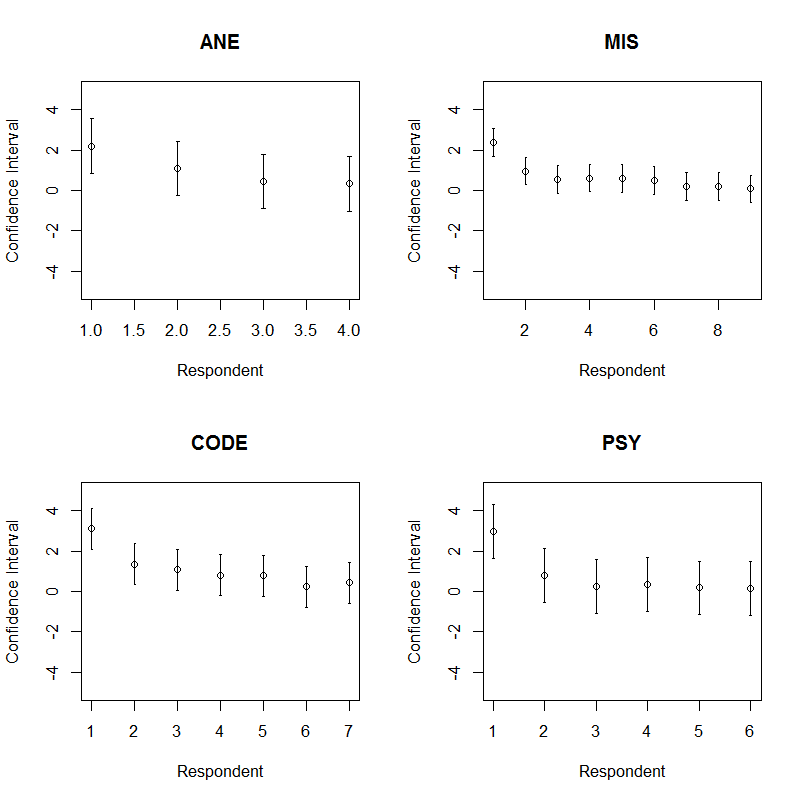 ANE
Confidence Interval
4
2
0
-2
-4
1.0 1.5 2.0 2.5 3.0 3.5 4.0
Respondent
MIS
Confidence Interval
4
2
0
-2
-4
2 4 6 8
Respondent
CODE
Confidence Interval
4
2
0
-2
-4
1 2 3 4 5 6 7
Respondent
PSY
Confidence Interval
4
2
0
-2
-4
1 2 3 4 5 6
Respondent